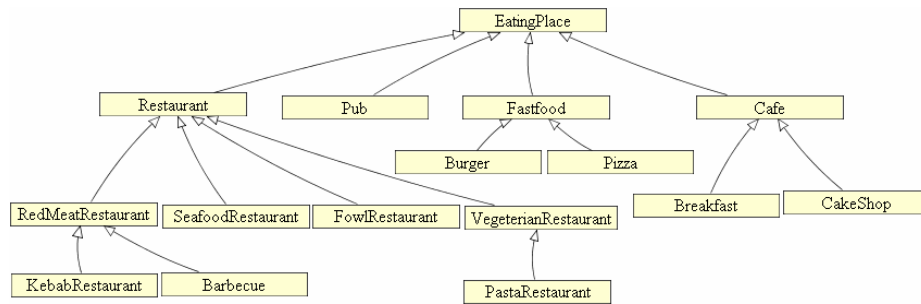 EatingPlace
Restaurant
Pub
Fastfood
Cafe
Burger
Pizza
RedMeatRestaurant
SeafoodRestaurant
FowlRestaurant
VegeterianRestaurant
Breakfast
CakeShop
KebabRestaurant
Barbecue
PastaRestaurant